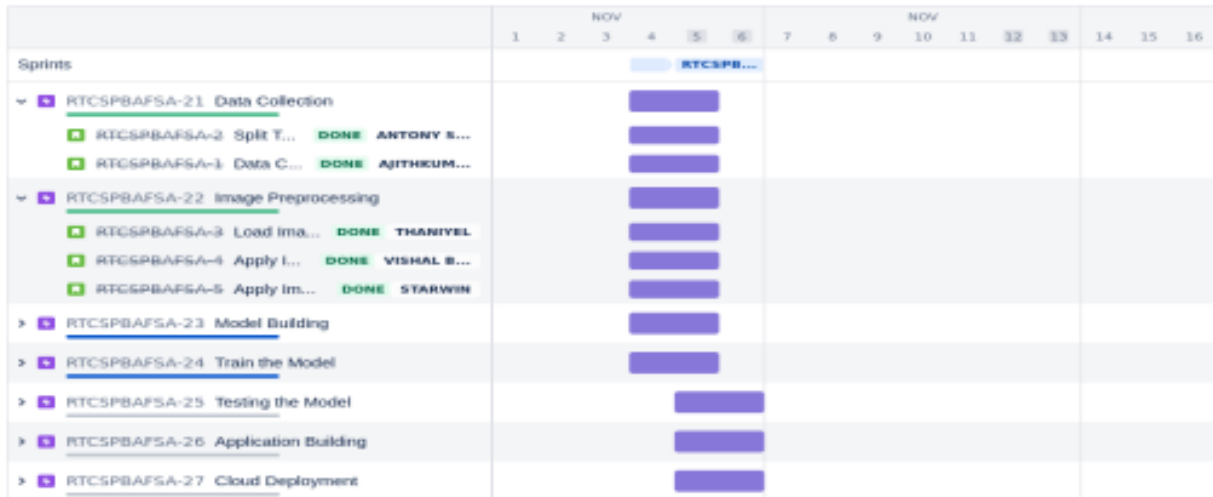 NOV NOV
1 2 3 4 5 6 7 8 9 10 11 12 13 14 15 16
Sprints RTCSPB...
RTCSPBAFSA-21 Data Collection
RTCSPBAFSA-2 Split T... DONE ANTONY S...
RTCSPBAFSA-1 Data C... DONE AJITHKUM...
RTCSPBAFSA-22 Image Preprocessing
RTCSPBAFSA-3 Load Ima... DONE THANIYEL
RTCSPBAFSA-4 Apply I... DONE VISHAL B...
RTCSPBAFSA-5 Apply Im... DONE STARWIN
RTCSPBAFSA-23 Model Building
RTCSPBAFSA-24 Train the Model
RTCSPBAFSA-25 Testing the Model
RTCSPBAFSA-26 Application Building
RTCSPBAFSA-27 Cloud Deployment